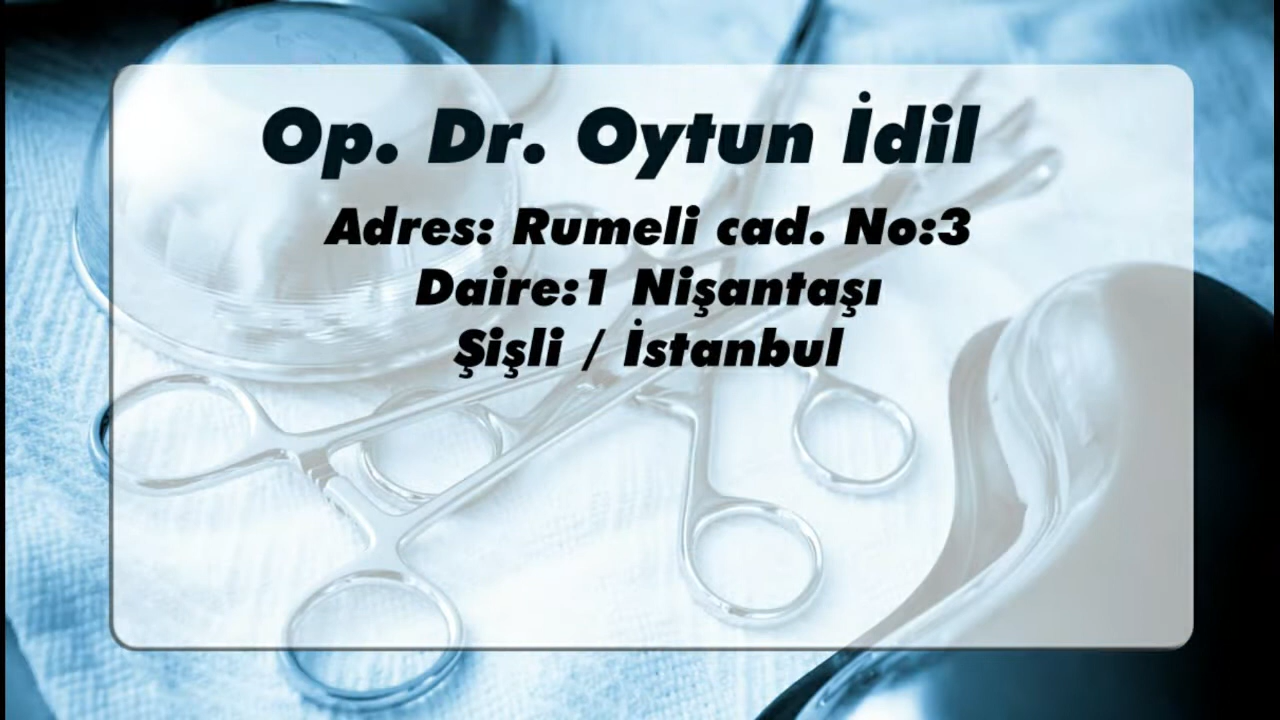 Op. Dr. Oytun İdil
Adres: Rumeli cad. No:3
Daire:1 Nişantaşı
Şişli / İstanbul